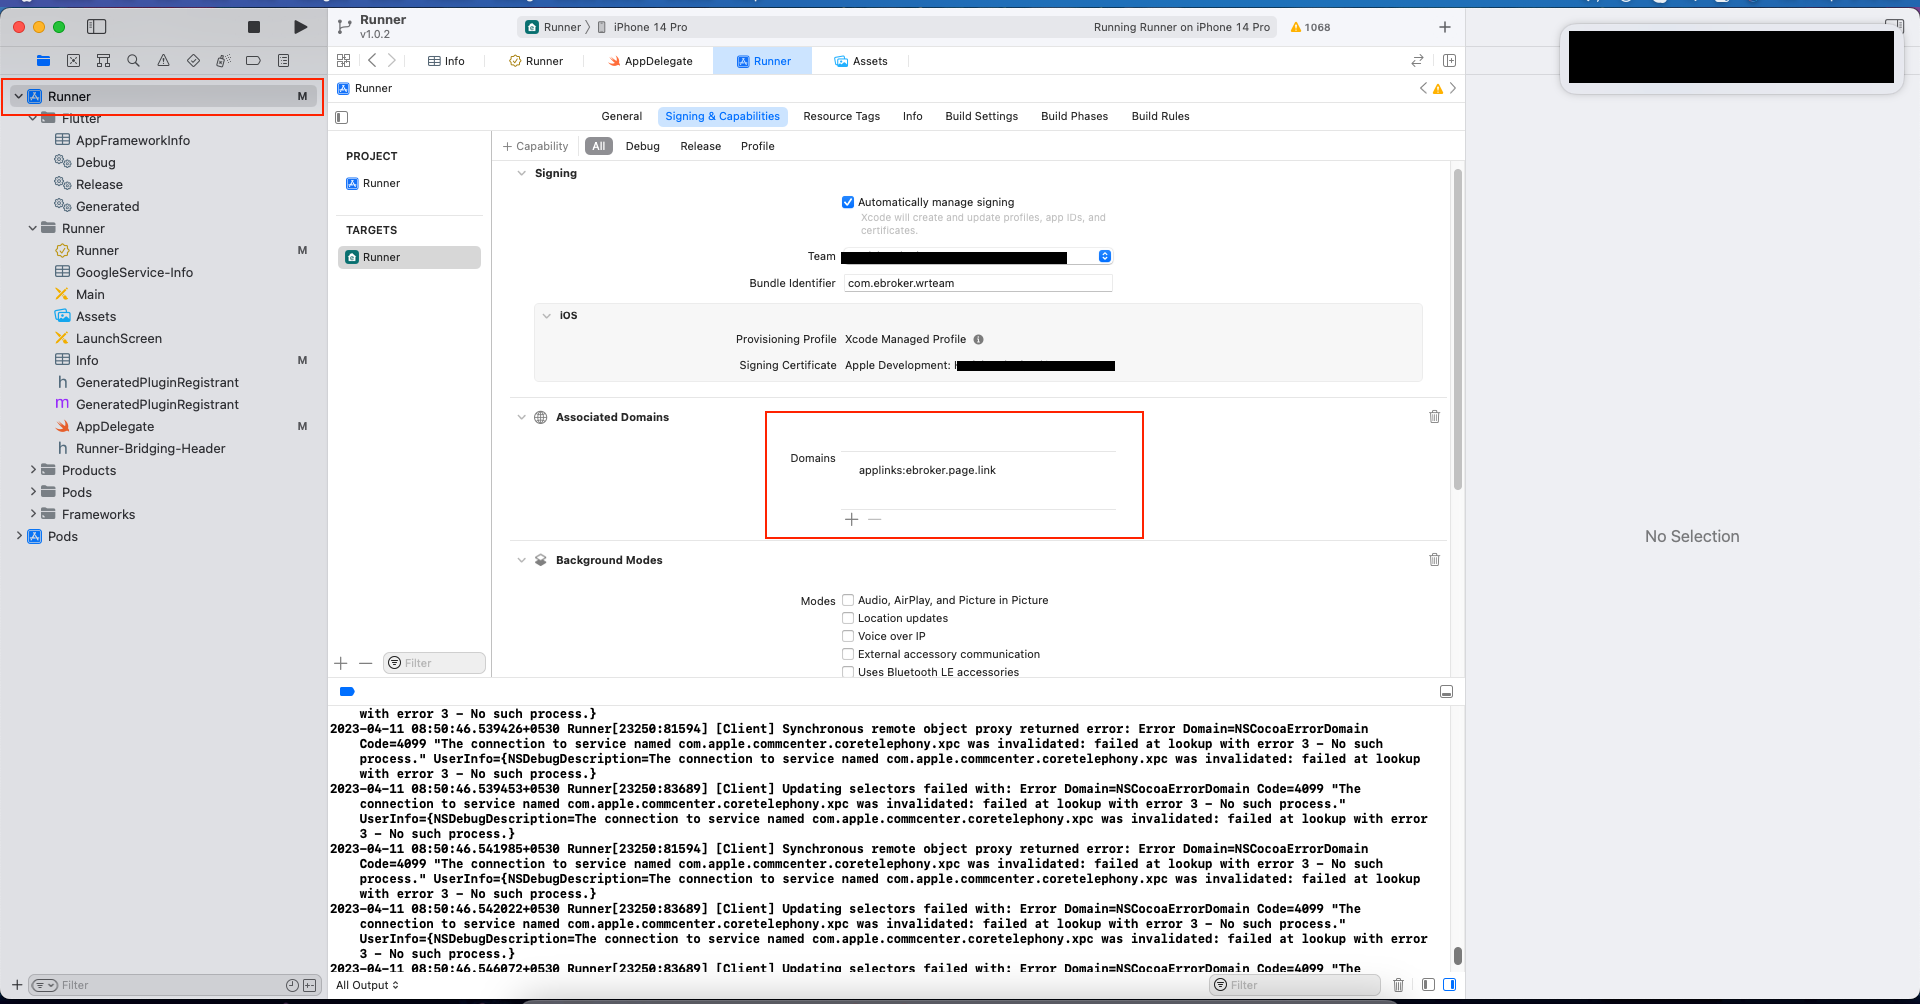 Runner
v1.0.2
Runner
iPhone 14 Pro
Running Runner on iPhone 14 Pro
1068
Info
Runner
AppDelegate
Runner
Assets
Runner
General
Signing & Capabilities
Resource Tags
Info
Build Settings
Build Phases
Build Rules
Runner M
Flutter
AppFrameworkInfo
Debug
Release
Generated
Runner
Runner M
GoogleService-Info
Main
Assets
LaunchScreen
Info M
h GeneratedPluginRegistrant
m GeneratedPluginRegistrant
AppDelegate M
h Runner-Bridging-Header
Products
Pods
Frameworks
Pods
Filter
PROJECT
Runner
TARGETS
Runner
Filter
+ Capability
All
Debug
Release
Profile
Signing
Automatically manage signing
Xcode will create and update profiles, app IDs, and
certificates.
Team
Bundle Identifier com.ebroker.wrteam
iOS
Provisioning Profile Xcode Managed Profile
Signing Certificate Apple Development:
Associated Domains
Domains
applinks:ebroker.page.link
Background Modes
Modes Audio, AirPlay, and Picture in Picture
Location updates
Voice over IP
External accessory communication
Uses Bluetooth LE accessories
No Selection
with error 3 - No such process.}
2023-04-11 08:50:46.539426+0530 Runner[23250:81594] [Client] Synchronous remote object proxy returned error: Error Domain=NSCocoaErrorDomain
Code=4099 "The connection to service named com.apple.commcenter.coretelephony.xpc was invalidated: failed at lookup with error 3 - No such
process." UserInfo={NSDebugDescription=The connection to service named com.apple.commcenter.coretelephony.xpc was invalidated: failed at lookup
with error 3 - No such process.}
2023-04-11 08:50:46.539453+0530 Runner[23250:83689] [Client] Updating selectors failed with: Error Domain=NSCocoaErrorDomain Code=4099 "The
connection to service named com.apple.commcenter.coretelephony.xpc was invalidated: failed at lookup with error 3 - No such process."
UserInfo={NSDebugDescription=The connection to service named com.apple.commcenter.coretelephony.xpc was invalidated: failed at lookup with error
3 - No such process.}
2023-04-11 08:50:46.541985+0530 Runner[23250:81594] [Client] Synchronous remote object proxy returned error: Error Domain=NSCocoaErrorDomain
Code=4099 "The connection to service named com.apple.commcenter.coretelephony.xpc was invalidated: failed at lookup with error 3 - No such
process." UserInfo={NSDebugDescription=The connection to service named com.apple.commcenter.coretelephony.xpc was invalidated: failed at lookup
with error 3 - No such process.}
2023-04-11 08:50:46.542022+0530 Runner[23250:83689] [Client] Updating selectors failed with: Error Domain=NSCocoaErrorDomain Code=4099 "The
connection to service named com.apple.commcenter.coretelephony.xpc was invalidated: failed at lookup with error 3 - No such process."
UserInfo={NSDebugDescription=The connection to service named com.apple.commcenter.coretelephony.xpc was invalidated: failed at lookup with error
3 - No such process.}
2023-04-11 08:50:46.546072+0530 Runner[23250:83689] [Client] Updating selectors failed with: Error Domain=NSCocoaErrorDomain Code=4099 "The
All Output
Filter